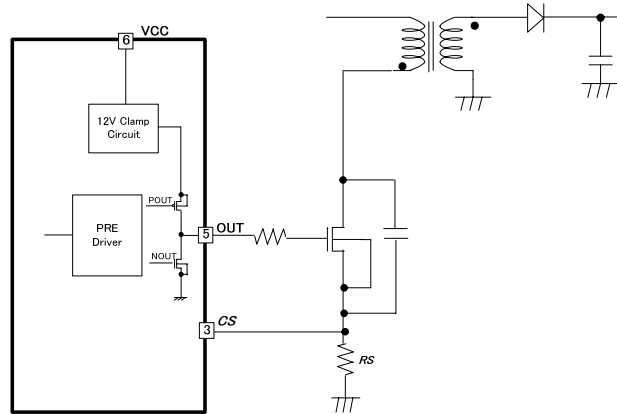 6 VCC
12V Clamp
Circuit
POUT
PRE
Driver
5 OUT
NOUT
3 CS
RS